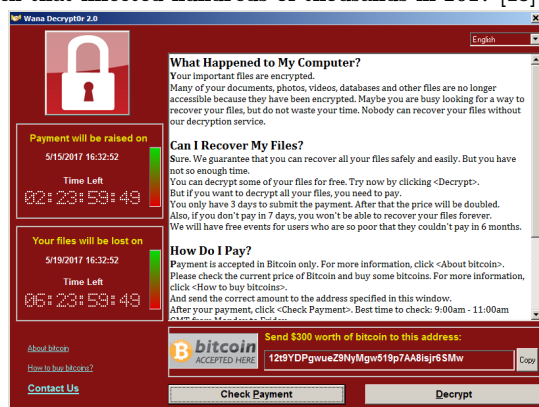 that infected hundreds of thousands in 201
Wana Decrypt0r 2.0
English
What Happened to My Computer?
Your important files are encrypted.
Many of your documents, photos, videos, databases and other files are no longer
accessible because they have been encrypted. Maybe you are busy looking for a way to
recover your files, but do not waste your time. Nobody can recover your files without
our decryption service.
Can I Recover My Files?
Sure. We guarantee that you can recover all your files safely and easily. But you have
not so enough time.
You can decrypt some of your files for free. Try now by clicking <Decrypt>.
But if you want to decrypt all your files, you need to pay.
You only have 3 days to submit the payment. After that the price will be doubled.
Also, if you don't pay in 7 days, you won't be able to recover your files forever.
We will have free events for users who are so poor that they couldn't pay in 6 months.
How Do I Pay?
Payment is accepted in Bitcoin only. For more information, click <About bitcoin>.
Please check the current price of Bitcoin and buy some bitcoins. For more information,
click <How to buy bitcoins>.
And send the correct amount to the address specified in this window.
After your payment, click <Check Payment>. Best time to check: 9:00am - 11:00am
GMT from Monday to Friday
Payment will be raised on
5/15/2017 16:32:52
Time Left
02:23:59:49
Your files will be lost on
5/19/2017 16:32:52
Time Left
06:23:59:49
About bitcoin
How to buy bitcoins?
Contact Us
bitcoin
ACCEPTED HERE
Send $300 worth of bitcoin to this address:
12t9YDPgwueZ9NyMgw519p7AA8isjr6SMw
Copy
Check Payment
Decrypt